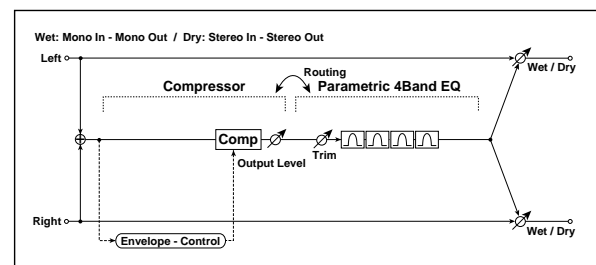 Wet: Mono In - Mono Out / Dry: Stereo In - Stereo Out
Left
Wet / Dry
Routing
Compressor
Parametric 4Band EQ
Comp
Output Level
Trim
Right
Wet / Dry
Envelope - Control